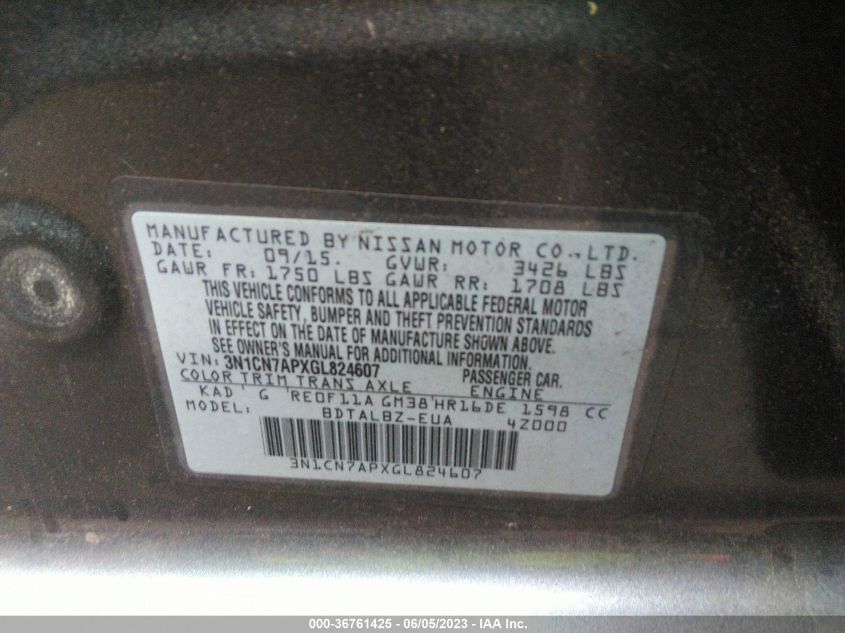 MANUFACTURED BY NISSAN MOTOR CO.,LTD.
DATE: 09/15. GVWR: 3426 LBS
GAWR FR: 1750 LBS GAWR RR: 1708 LBS
THIS VEHICLE CONFORMS TO ALL APPLICABLE FEDERAL MOTOR
VEHICLE SAFETY, BUMPER AND THEFT PREVENTION STANDARDS
IN EFFECT ON THE DATE OF MANUFACTURE SHOWN ABOVE.
SEE OWNER'S MANUAL FOR ADDITIONAL INFORMATION.
VIN: 3N1CN7APXGL824607 PASSENGER CAR.
COLOR TRIM TRANS AXLE ENGINE
KAD G RE0F11A GM38 HR16DE 1598 CC
MODEL: BDTALBZ-EUA 4Z000
3N1CN7APXGL824607
000-36761425 - 06/05/2023 - IAA Inc.